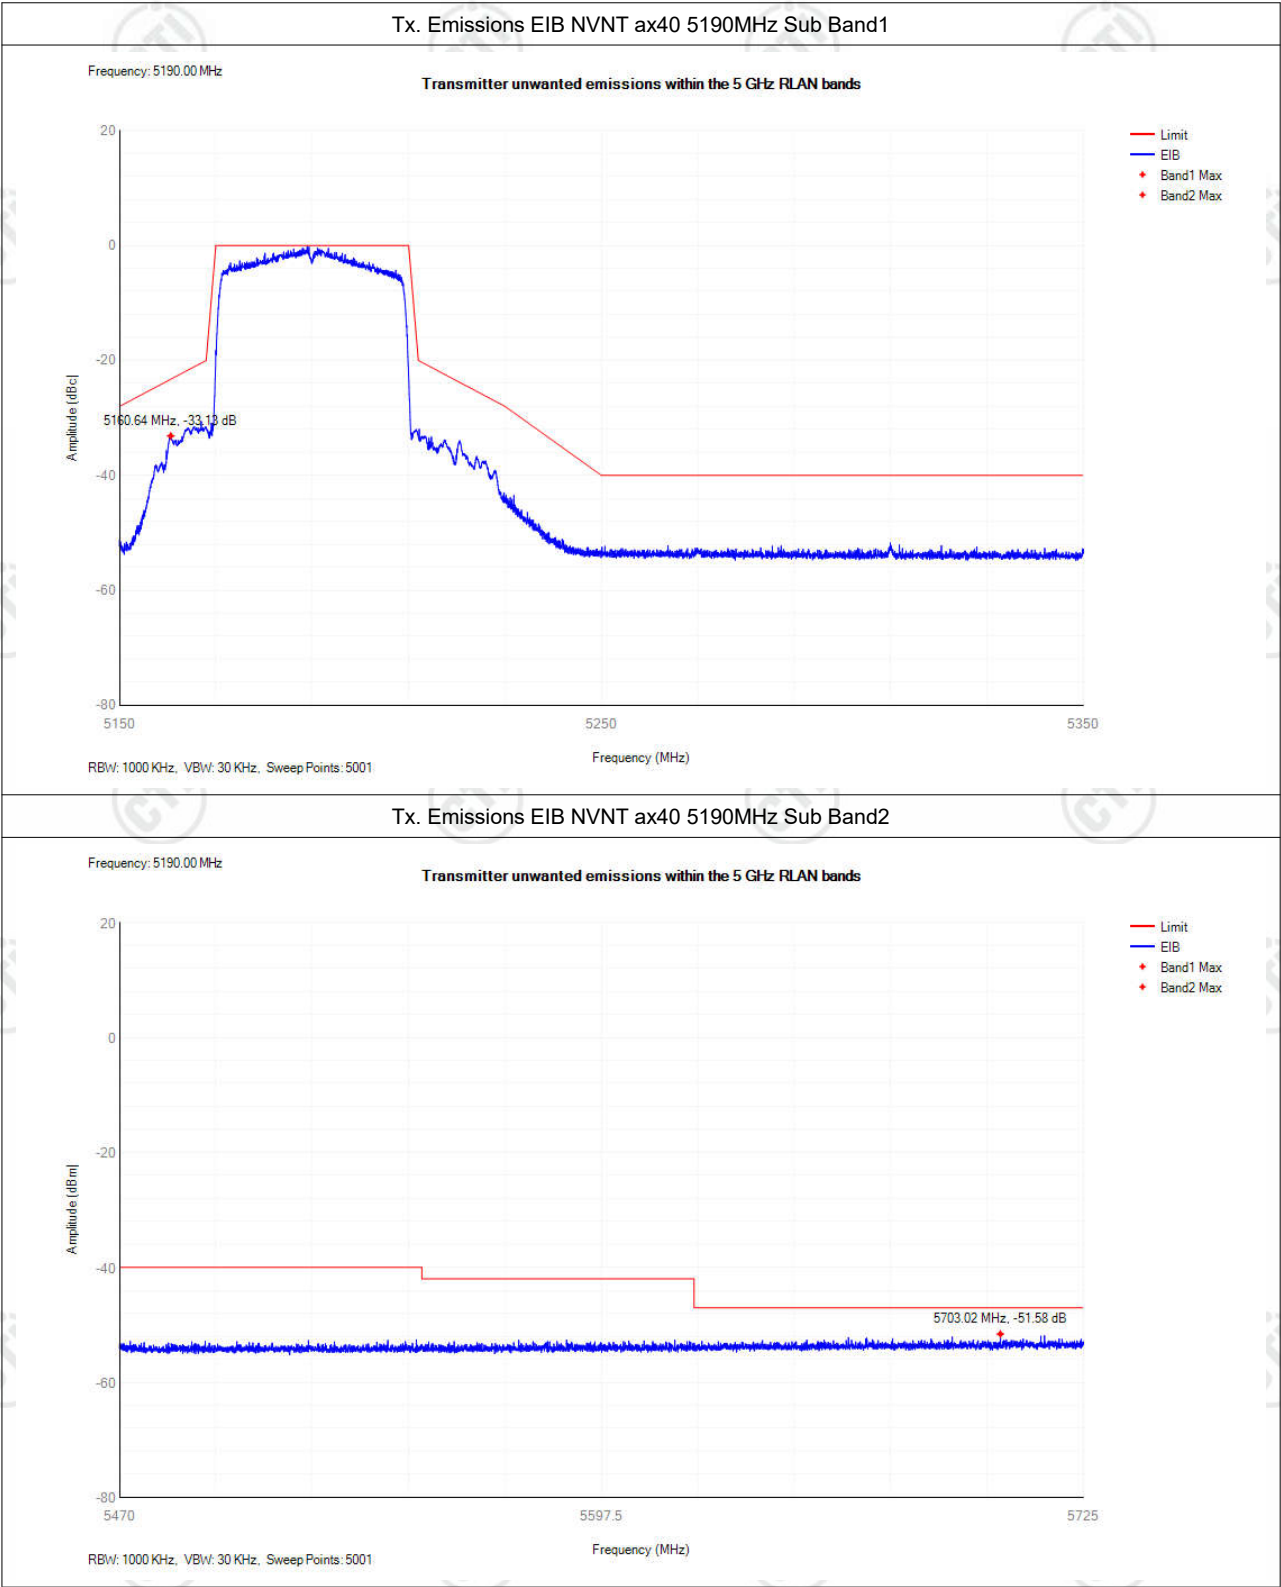 Tx. Emissions EIB NVNT ax40 5190MHz Sub Band1
Frequency: 5190.00 MHz
Transmitter unwanted emissions within the 5 GHz RLAN bands
20
0
-20
-40
-60
-80
Amplitude [dBc]
5160.64 MHz, -33.13 dB
Limit
EIB
Band1 Max
Band2 Max
5150
5250
5350
Frequency (MHz)
RBW: 1000 KHz, VBW: 30 KHz, Sweep Points: 5001
Tx. Emissions EIB NVNT ax40 5190MHz Sub Band2
Frequency: 5190.00 MHz
Transmitter unwanted emissions within the 5 GHz RLAN bands
20
0
-20
-40
-60
-80
Amplitude [dBm]
5703.02 MHz, -51.58 dB
Limit
EIB
Band1 Max
Band2 Max
5470
5597.5
5725
Frequency (MHz)
RBW: 1000 KHz, VBW: 30 KHz, Sweep Points: 5001